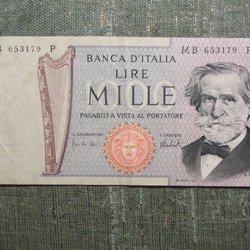 B 653179 P
MB 653179 P
BANCA D'ITALIA
LIRE
MILLE
PAGABILI A VISTA AL PORTATORE
IL GOVERNATORE
IL CASSIERE